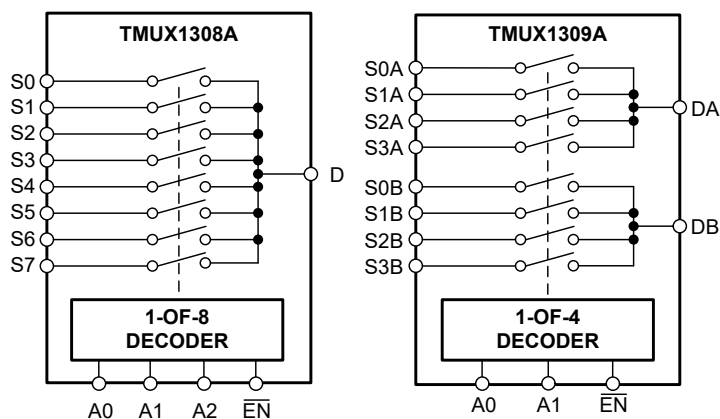 TMUX1308A
S0
S1
S2
S3
S4
S5
S6
S7
D
1-OF-8
DECODER
A0 A1 A2 EN
TMUX1309A
S0A
S1A
S2A
S3A
DA
S0B
S1B
S2B
S3B
DB
1-OF-4
DECODER
A0 A1 EN